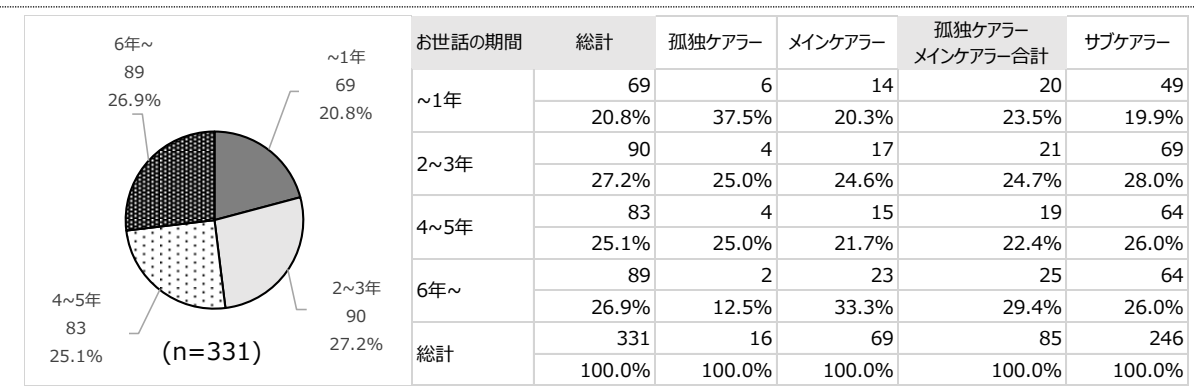 6年~
89
26.9%
~1年
69
20.8%
2~3年
90
27.2%
4~5年
83
25.1%
(n=331)
お世話の期間 総計 孤独ケアラー メインケアラー 孤独ケアラー メインケアラー合計 サブケアラー
~1年 69 6 14 20 49
20.8% 37.5% 20.3% 23.5% 19.9%
2~3年 90 4 17 21 69
27.2% 25.0% 24.6% 24.7% 28.0%
4~5年 83 4 15 19 64
25.1% 25.0% 21.7% 22.4% 26.0%
6年~ 89 2 23 25 64
26.9% 12.5% 33.3% 29.4% 26.0%
総計 331 16 69 85 246
100.0% 100.0% 100.0% 100.0% 100.0%